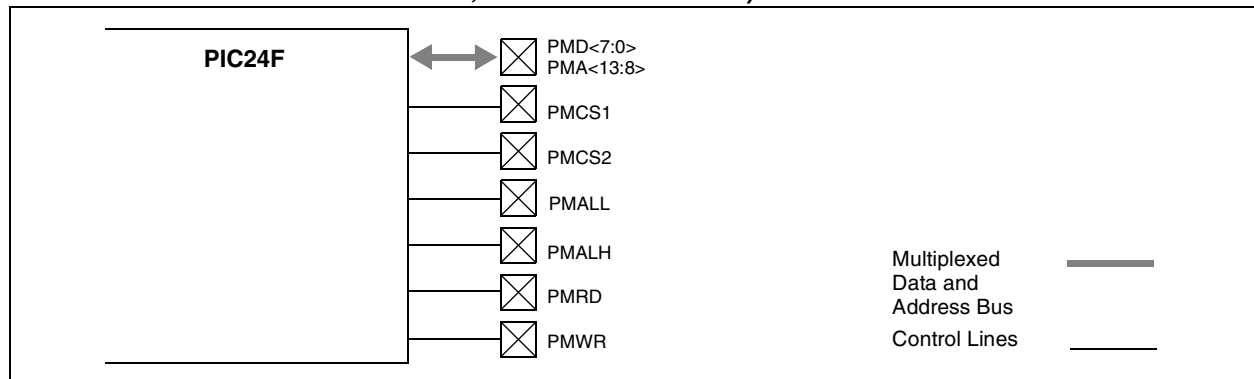 PIC24F
PMD<7:0>
PMA<13:8>
PMCS1
PMCS2
PMALL
PMALH
PMRD
PMWR
Multiplexed
Data and
Address Bus
Control Lines